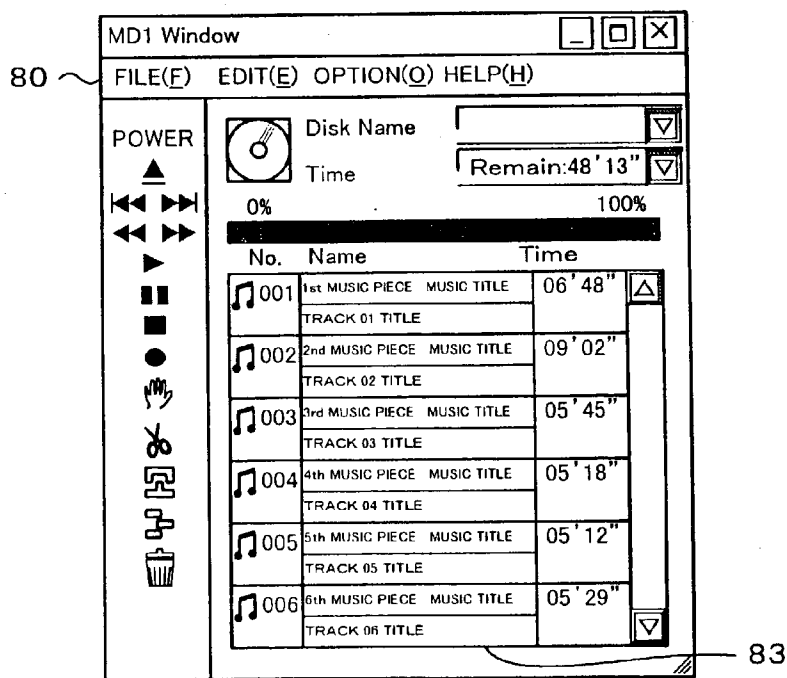 MD1 Window
80
FILE(F) EDIT(E) OPTION(O) HELP(H)
POWER
Disk Name
Time Remain:48'13"
0% 100%
No. Name Time
001 1st MUSIC PIECE MUSIC TITLE 06'48"
TRACK 01 TITLE
002 2nd MUSIC PIECE MUSIC TITLE 09'02"
TRACK 02 TITLE
003 3rd MUSIC PIECE MUSIC TITLE 05'45"
TRACK 03 TITLE
004 4th MUSIC PIECE MUSIC TITLE 05'18"
TRACK 04 TITLE
005 5th MUSIC PIECE MUSIC TITLE 05'12"
TRACK 05 TITLE
006 6th MUSIC PIECE MUSIC TITLE 05'29"
TRACK 06 TITLE
83